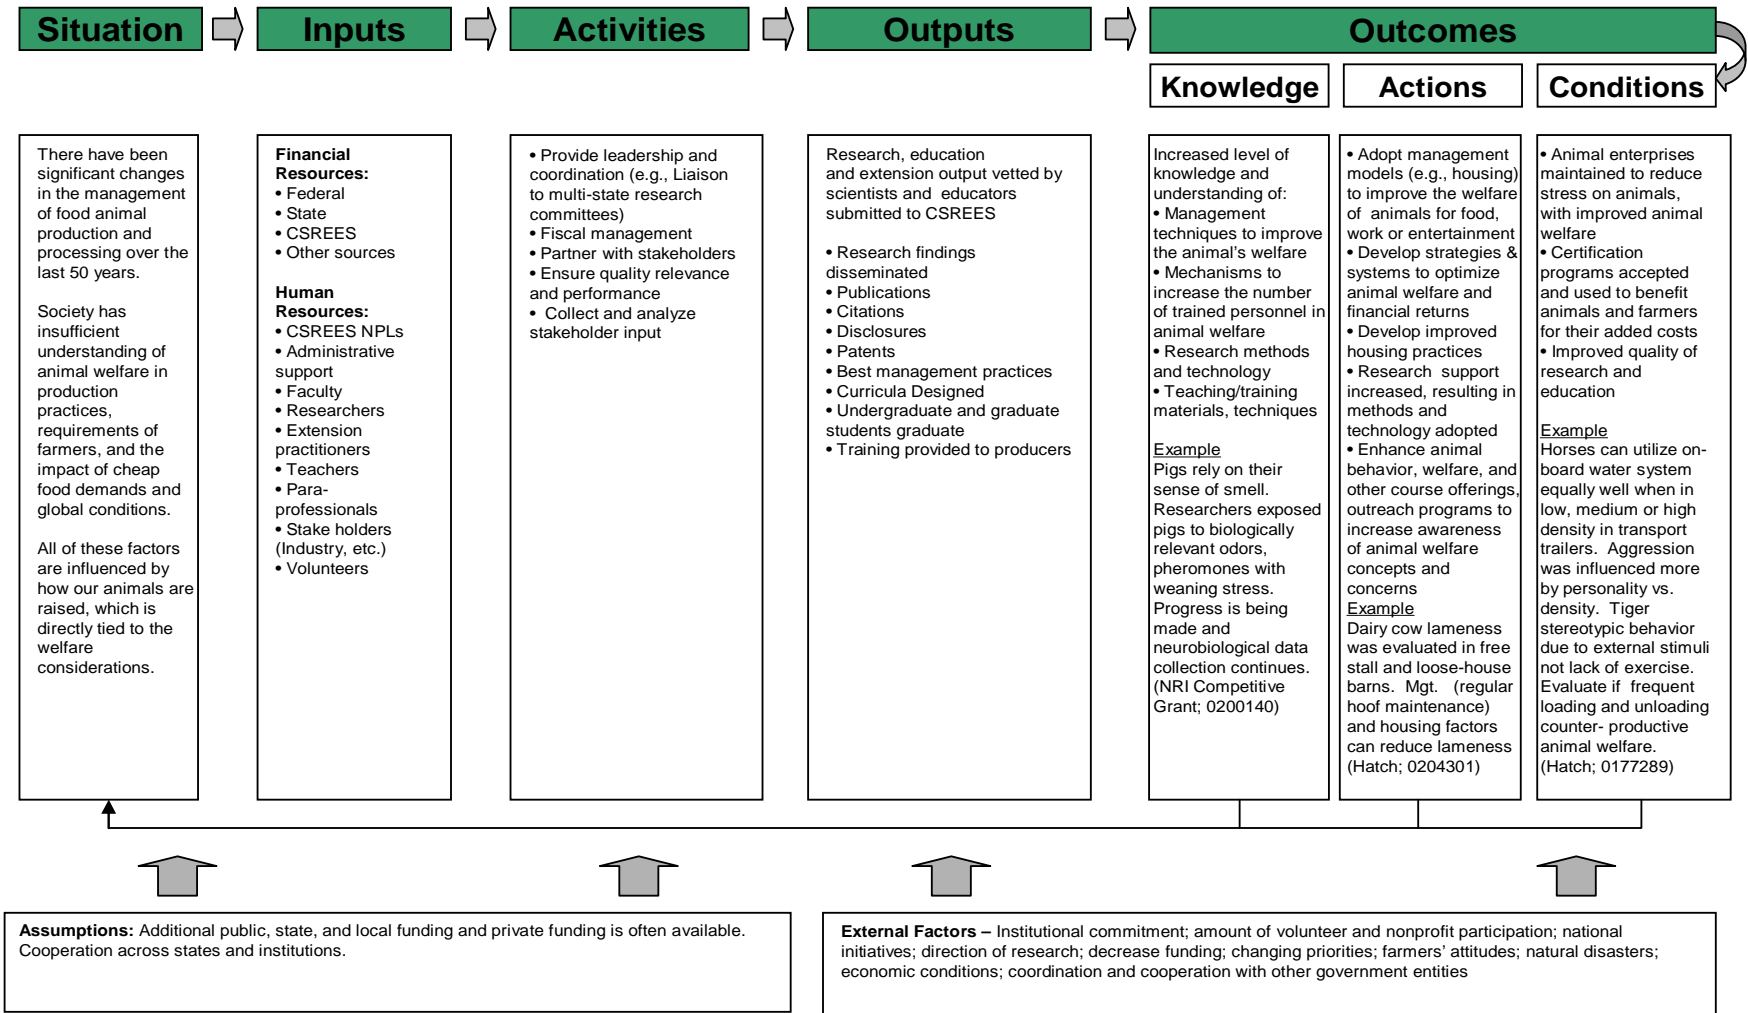 Situation
Inputs
Activities
Outputs
Outcomes
Knowledge
Actions
Conditions
There have been
significant changes
in the management
of food animal
production and
processing over the
last 50 years.
Society has
insufficient
understanding of
animal welfare in
production
practices,
requirements of
farmers, and the
impact of cheap
food demands and
global conditions.
All of these factors
are influenced by
how our animals are
raised, which is
directly tied to the
welfare
considerations.
Financial
Resources:
• Federal
• State
• CSREES
• Other sources
Human
Resources:
• CSREES NPLs
• Administrative
support
• Faculty
• Researchers
• Extension
practitioners
• Teachers
• Para-
professionals
• Stake holders
(Industry, etc.)
• Volunteers
• Provide leadership and
coordination (e.g., Liaison
to multi-state research
committees)
• Fiscal management
• Partner with stakeholders
• Ensure quality relevance
and performance
• Collect and analyze
stakeholder input
Research, education
and extension output vetted by
scientists and educators
submitted to CSREES
• Research findings
disseminated
• Publications
• Citations
• Disclosures
• Patents
• Best management practices
• Curricula Designed
• Undergraduate and graduate
students graduate
• Training provided to producers
Increased level of
knowledge and
understanding of:
• Management
techniques to improve
the animal's welfare
• Mechanisms to
increase the number
of trained personnel in
animal welfare
• Research methods
and technology
• Teaching/training
materials, techniques
Example
Pigs rely on their
sense of smell.
Researchers exposed
pigs to biologically
relevant odors,
pheromones with
weaning stress.
Progress is being
made and
neurobiological data
collection continues.
(NRI Competitive
Grant; 0200140)
• Adopt management
models (e.g., housing)
to improve the welfare
of animals for food,
work or entertainment
• Develop strategies &
systems to optimize
animal welfare and
financial returns
• Develop improved
housing practices
• Research support
increased, resulting in
methods and
technology adopted
• Enhance animal
behavior, welfare, and
other course offerings,
outreach programs to
increase awareness
of animal welfare
concepts and
concerns
Example
Dairy cow lameness
was evaluated in free
stall and loose-house
barns. Mgt. (regular
hoof maintenance)
and housing factors
can reduce lameness
(Hatch; 0204301)
• Animal enterprises
maintained to reduce
stress on animals,
with improved animal
welfare
• Certification
programs accepted
and used to benefit
animals and farmers
for their added costs
• Improved quality of
research and
education
Example
Horses can utilize on-
board water system
equally well when in
low, medium or high
density in transport
trailers. Aggression
was influenced more
by personality vs.
density. Tiger
stereotypic behavior
due to external stimuli
not lack of exercise.
Evaluate if frequent
loading and unloading
counter- productive
animal welfare.
(Hatch; 0177289)
Assumptions: Additional public, state, and local funding and private funding is often available.
Cooperation across states and institutions.
External Factors – Institutional commitment; amount of volunteer and nonprofit participation; national
initiatives; direction of research; decrease funding; changing priorities; farmers' attitudes; natural disasters;
economic conditions; coordination and cooperation with other government entities